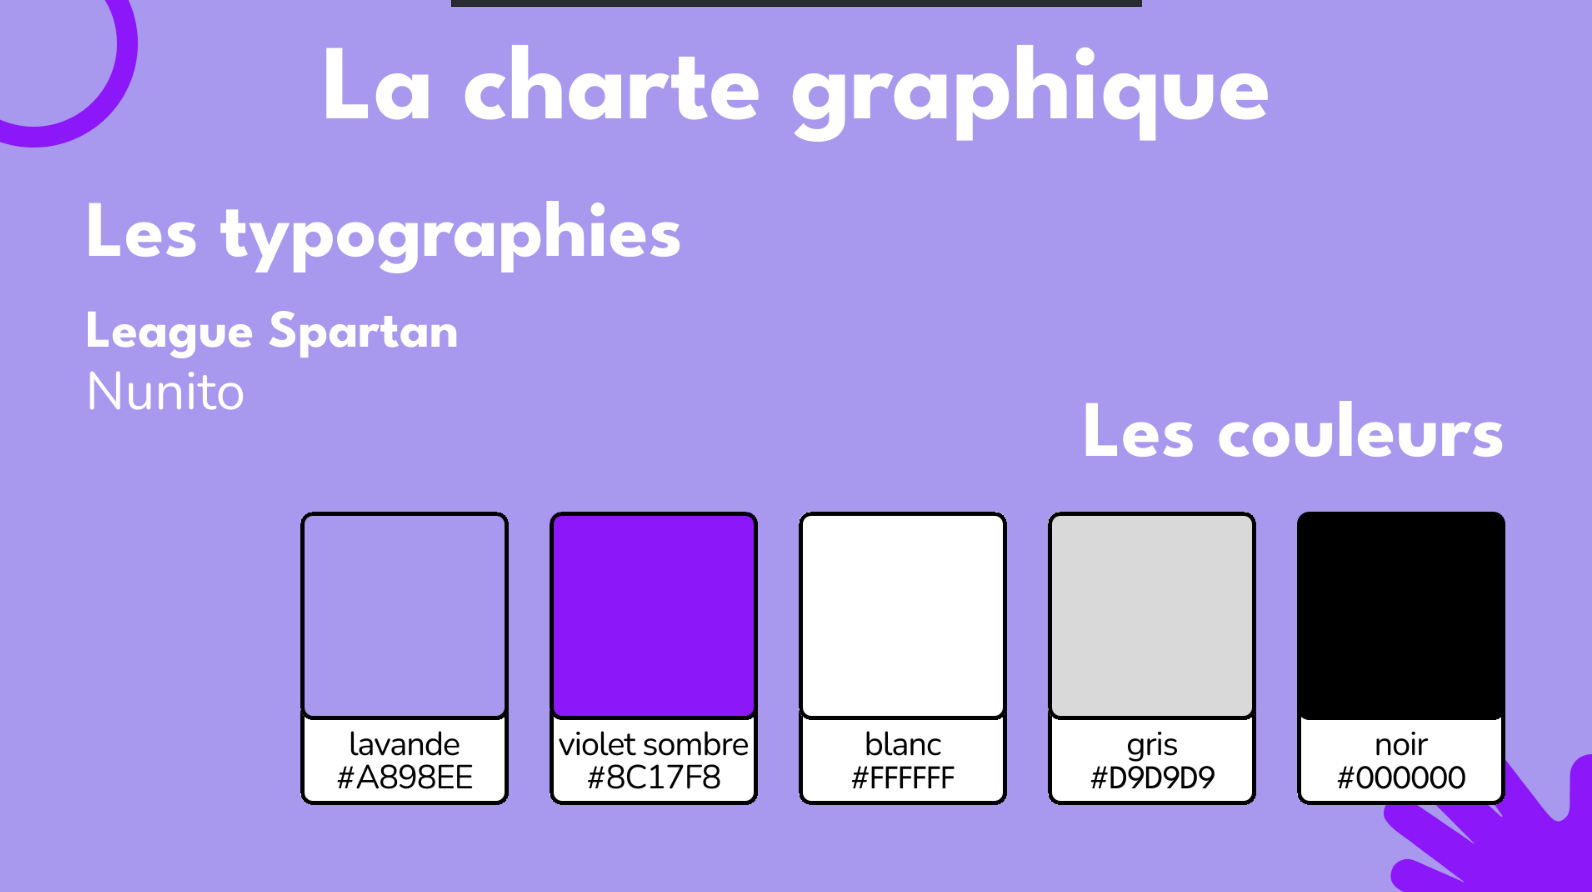 La charte graphique
Les typographies
League Spartan
Nunito
Les couleurs
lavande
#A898EE
violet sombre
#8C17F8
blanc
#FFFFFF
gris
#D9D9D9
noir
#000000